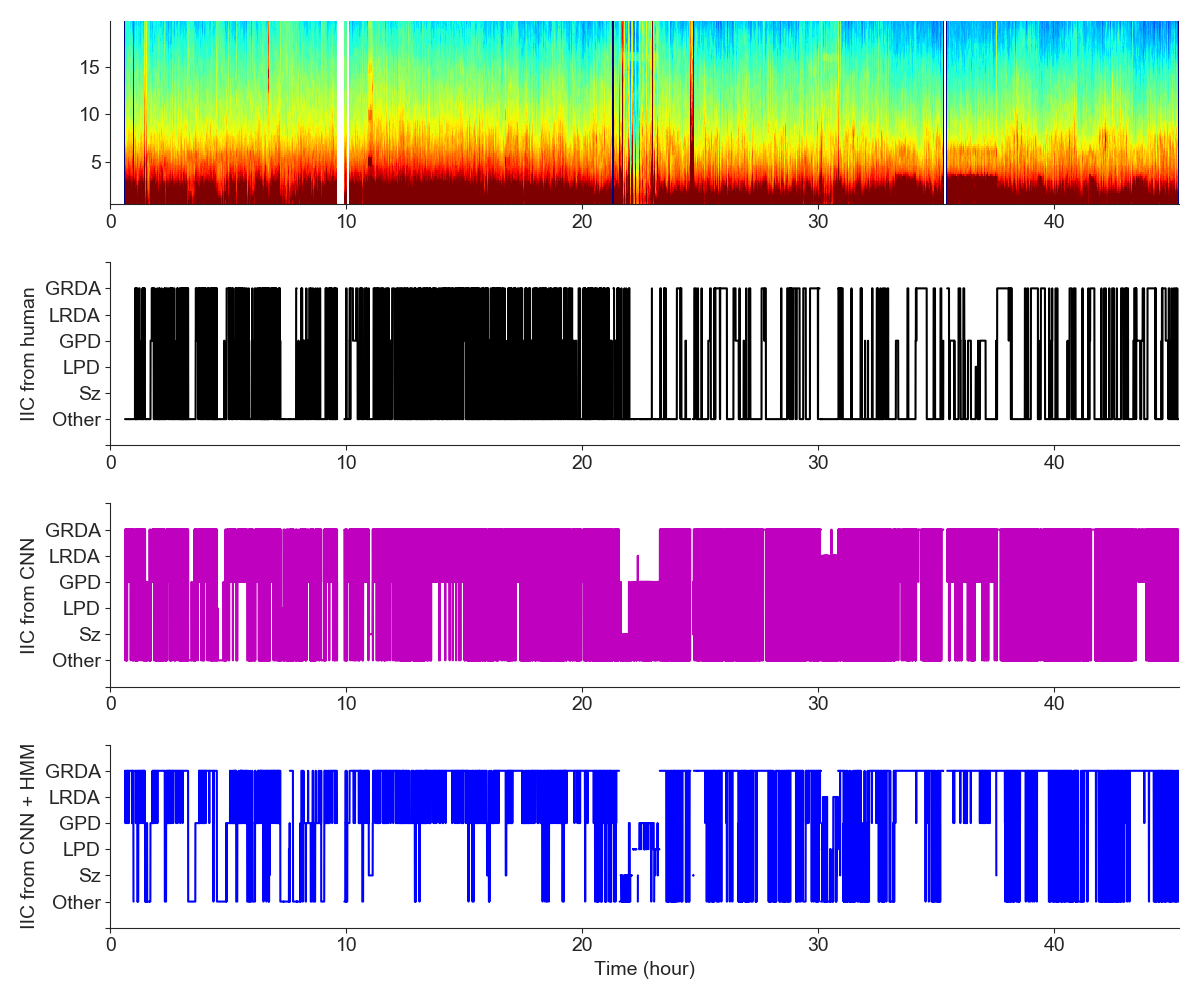 15
10
5
0 10 20 30 40
IIC from human
GRDA
LRDA
GPD
LPD
Sz
Other
0 10 20 30 40
IIC from CNN
GRDA
LRDA
GPD
LPD
Sz
Other
0 10 20 30 40
IIC from CNN + HMM
GRDA
LRDA
GPD
LPD
Sz
Other
0 10 20 30 40
Time (hour)